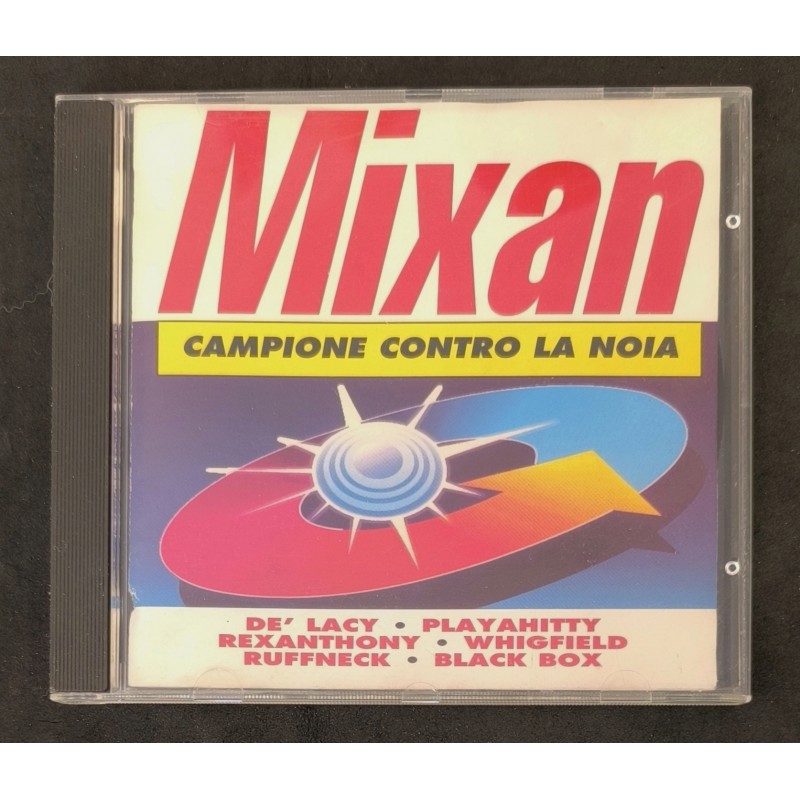 Mixan
CAMPIONE CONTRO LA NOIA
DE' LACY • PLAYAHITTY
REXANTHONY • WHIGFIELD
RUFFNECK • BLACK BOX